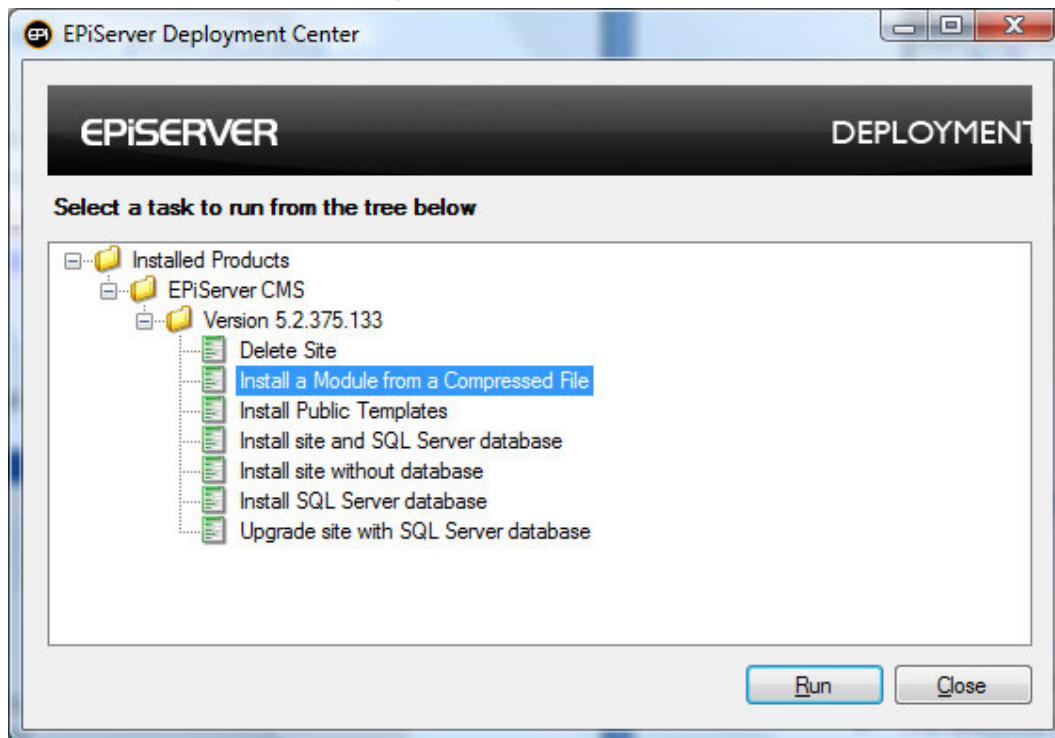 EPi EPiServer Deployment Center
EPiSERVER DEPLOYMENT
Select a task to run from the tree below
Installed Products
EPiServer CMS
Version 5.2.375.133
Delete Site
Install a Module from a Compressed File
Install Public Templates
Install site and SQL Server database
Install site without database
Install SQL Server database
Upgrade site with SQL Server database
Run Close